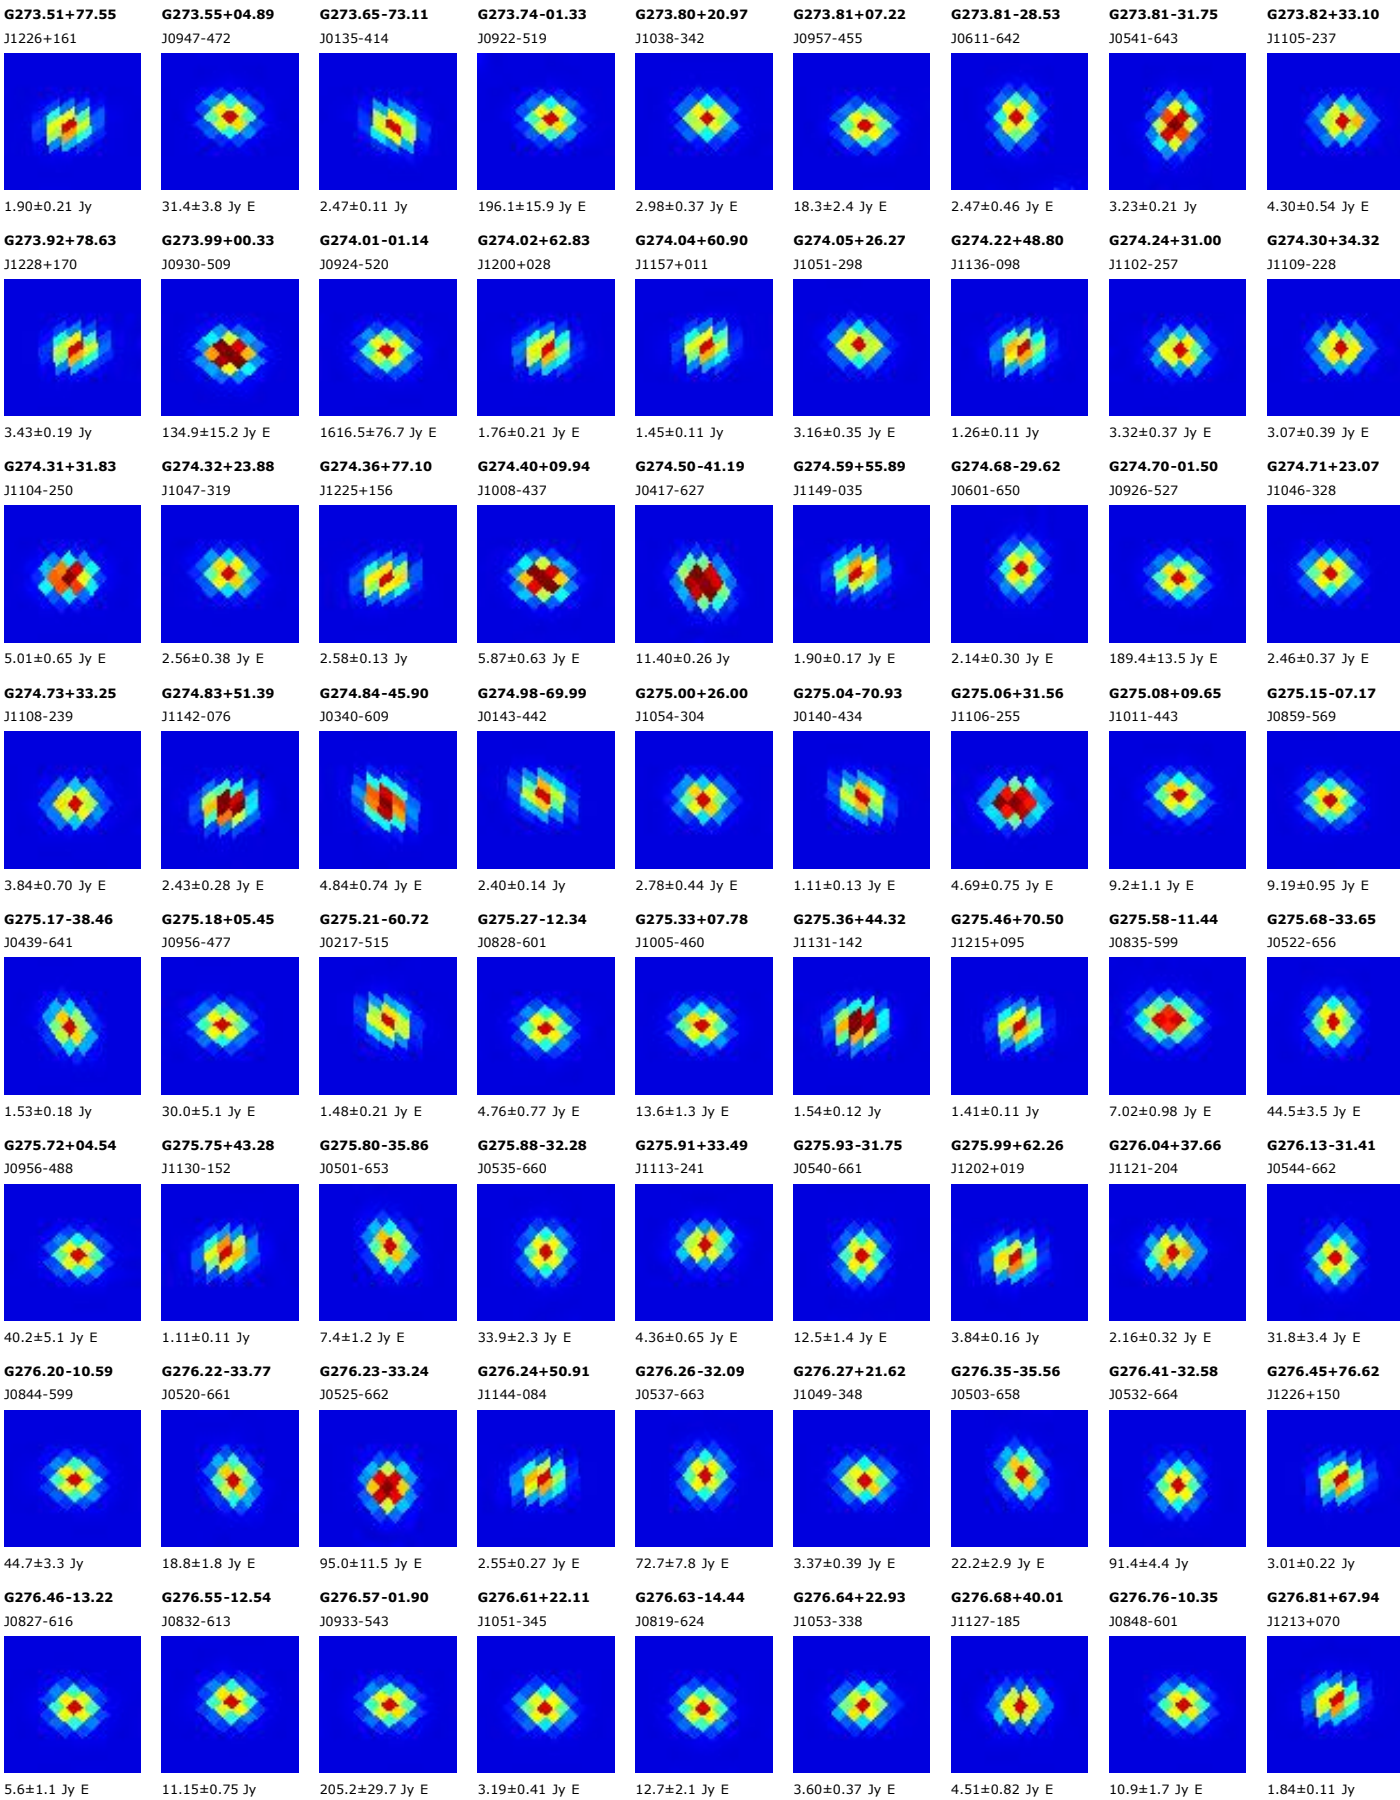 G273.51+77.55 G273.55+04.89 G273.65-73.11 G273.74-01.33 G273.80+20.97 G273.81+07.22 G273.81-28.53 G273.81-31.75 G273.82+33.10
J1226+161 J0947-472 J0135-414 J0922-519 J1038-342 J0957-455 J0611-642 J0541-643 J1105-237
1.90±0.21 Jy 31.4±3.8 Jy E 2.47±0.11 Jy 196.1±15.9 Jy E 2.98±0.37 Jy E 18.3±2.4 Jy E 2.47±0.46 Jy E 3.23±0.21 Jy 4.30±0.54 Jy E
G273.92+78.63 G273.99+00.33 G274.01-01.14 G274.02+62.83 G274.04+60.90 G274.05+26.27 G274.22+48.80 G274.24+31.00 G274.30+34.32
J1228+170 J0930-509 J0924-520 J1200+028 J1157+011 J1051-298 J1136-098 J1102-257 J1109-228
3.43±0.19 Jy 134.9±15.2 Jy E 1616.5±76.7 Jy E 1.76±0.21 Jy E 1.45±0.11 Jy 3.16±0.35 Jy E 1.26±0.11 Jy 3.32±0.37 Jy E 3.07±0.39 Jy E
G274.31+31.83 G274.32+23.88 G274.36+77.10 G274.40+09.94 G274.50-41.19 G274.59+55.89 G274.68-29.62 G274.70-01.50 G274.71+23.07
J1104-250 J1047-319 J1225+156 J1008-437 J0417-627 J1149-035 J0601-650 J0926-527 J1046-328
5.01±0.65 Jy E 2.56±0.38 Jy E 2.58±0.13 Jy 5.87±0.63 Jy E 11.40±0.26 Jy 1.90±0.17 Jy E 2.14±0.30 Jy E 189.4±13.5 Jy E 2.46±0.37 Jy E
G274.73+33.25 G274.83+51.39 G274.84-45.90 G274.98-69.99 G275.00+26.00 G275.04-70.93 G275.06+31.56 G275.08+09.65 G275.15-07.17
J1108-239 J1142-076 J0340-609 J0143-442 J1054-304 J0140-434 J1106-255 J1011-443 J0859-569
3.84±0.70 Jy E 2.43±0.28 Jy E 4.84±0.74 Jy E 2.40±0.14 Jy 2.78±0.44 Jy E 1.11±0.13 Jy E 4.69±0.75 Jy E 9.2±1.1 Jy E 9.19±0.95 Jy E
G275.17-38.46 G275.18+05.45 G275.21-60.72 G275.27-12.34 G275.33+07.78 G275.36+44.32 G275.46+70.50 G275.58-11.44 G275.68-33.65
J0439-641 J0956-477 J0217-515 J0828-601 J1005-460 J1131-142 J1215+095 J0835-599 J0522-656
1.53±0.18 Jy 30.0±5.1 Jy E 1.48±0.21 Jy E 4.76±0.77 Jy E 13.6±1.3 Jy E 1.54±0.12 Jy 1.41±0.11 Jy 7.02±0.98 Jy E 44.5±3.5 Jy E
G275.72+04.54 G275.75+43.28 G275.80-35.86 G275.88-32.28 G275.91+33.49 G275.93-31.75 G275.99+62.26 G276.04+37.66 G276.13-31.41
J0956-488 J1130-152 J0501-653 J0535-660 J1113-241 J0540-661 J1202+019 J1121-204 J0544-662
40.2±5.1 Jy E 1.11±0.11 Jy 7.4±1.2 Jy E 33.9±2.3 Jy E 4.36±0.65 Jy E 12.5±1.4 Jy E 3.84±0.16 Jy 2.16±0.32 Jy E 31.8±3.4 Jy E
G276.20-10.59 G276.22-33.77 G276.23-33.24 G276.24+50.91 G276.26-32.09 G276.27+21.62 G276.35-35.56 G276.41-32.58 G276.45+76.62
J0844-599 J0520-661 J0525-662 J1144-084 J0537-663 J1049-348 J0503-658 J0532-664 J1226+150
44.7±3.3 Jy 18.8±1.8 Jy E 95.0±11.5 Jy E 2.55±0.27 Jy E 72.7±7.8 Jy E 3.37±0.39 Jy E 22.2±2.9 Jy E 91.4±4.4 Jy 3.01±0.22 Jy
G276.46-13.22 G276.55-12.54 G276.57-01.90 G276.61+22.11 G276.63-14.44 G276.64+22.93 G276.68+40.01 G276.76-10.35 G276.81+67.94
J0827-616 J0832-613 J0933-543 J1051-345 J0819-624 J1053-338 J1127-185 J0848-601 J1213+070
5.6±1.1 Jy E 11.15±0.75 Jy 205.2±29.7 Jy E 3.19±0.41 Jy E 12.7±2.1 Jy E 3.60±0.37 Jy E 4.51±0.82 Jy E 10.9±1.7 Jy E 1.84±0.11 Jy